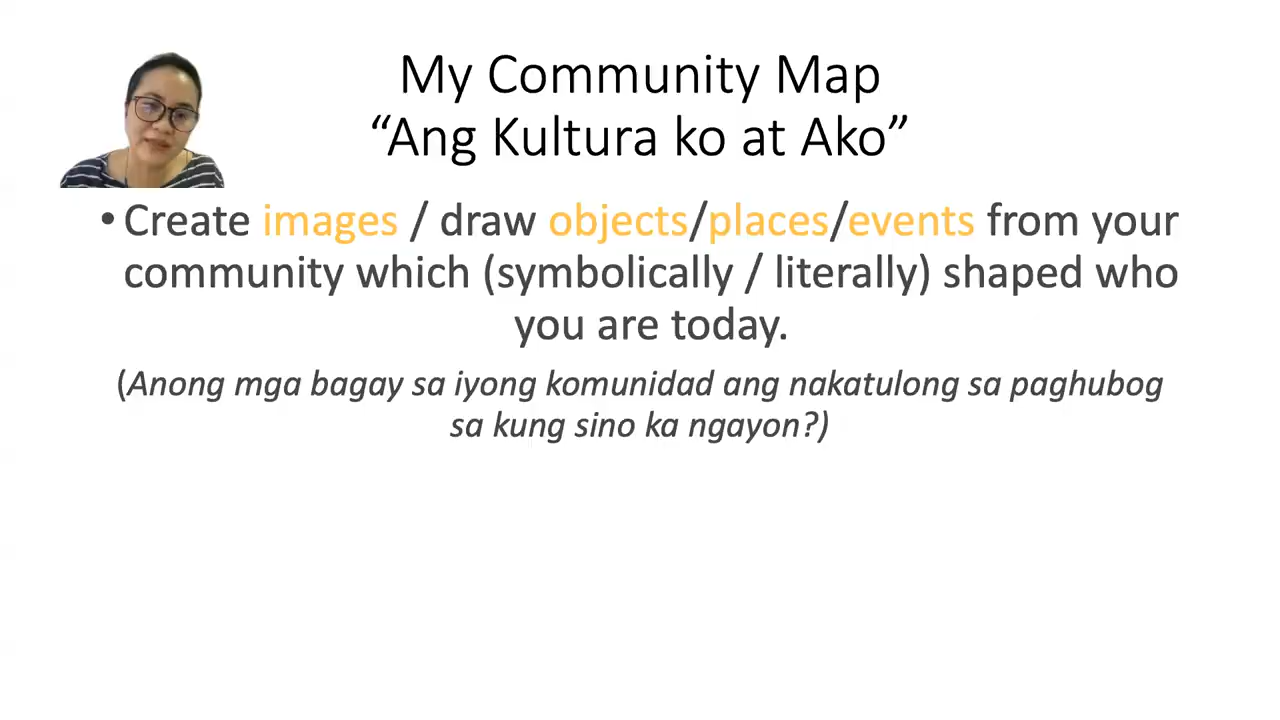 My Community Map
“Ang Kultura ko at Ako”
• Create images / draw objects/places/events from your
community which (symbolically / literally) shaped who
you are today.
(Anong mga bagay sa iyong komunidad ang nakatulong sa paghubog
sa kung sino ka ngayon?)